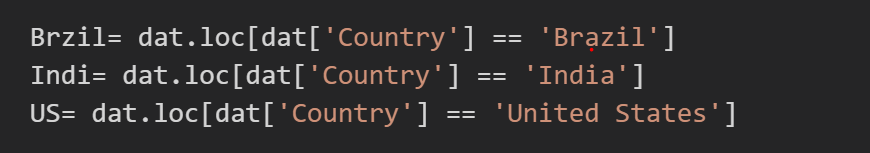 Brzil= dat.loc[dat['Country'] == 'Brazil']
Indi= dat.loc[dat['Country'] == 'India']
US= dat.loc[dat['Country'] == 'United States']